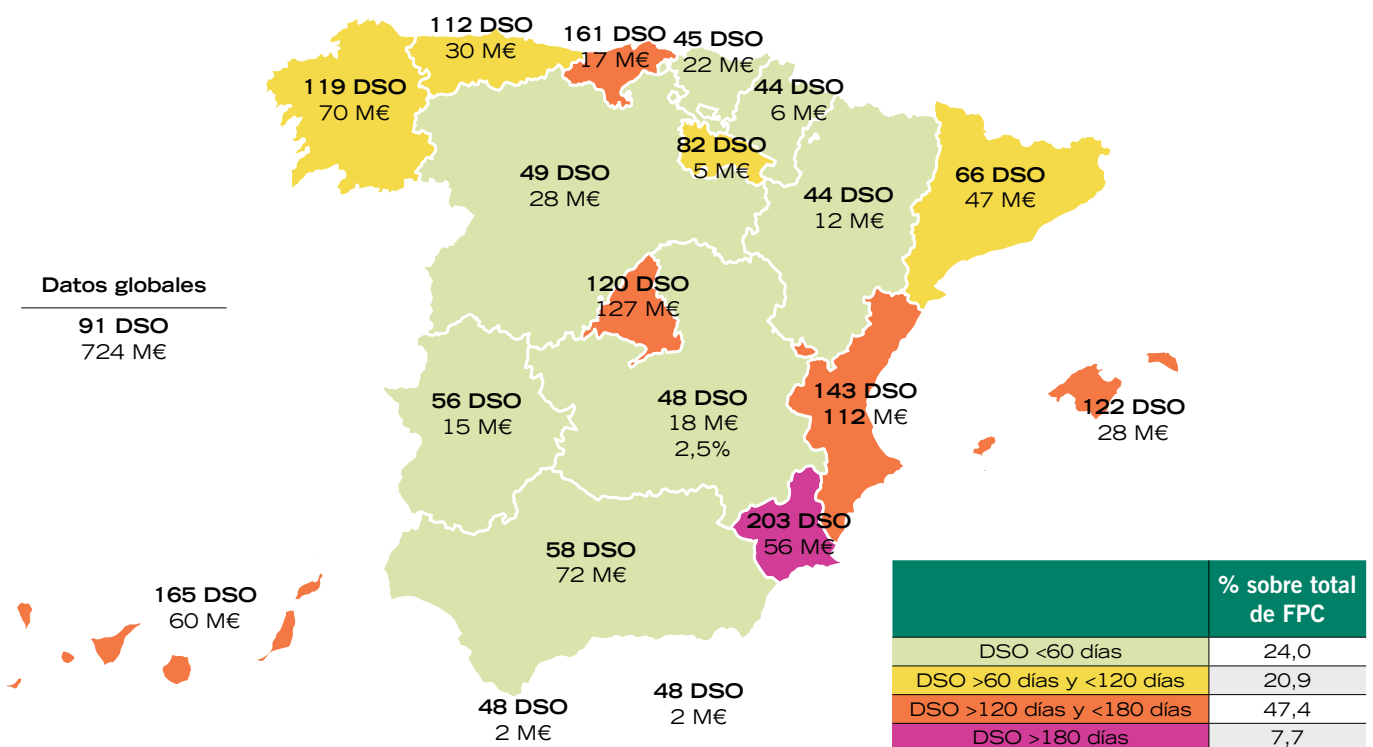 112 DSO
30 M€
161 DSO
17 M€
45 DSO
22 M€
119 DSO
70 M€
44 DSO
6 M€
82 DSO
5 M€
49 DSO
28 M€
44 DSO
12 M€
66 DSO
47 M€
Datos globales
91 DSO
724 M€
120 DSO
127 M€
56 DSO
15 M€
48 DSO
18 M€
2,5%
143 DSO
112 M€
122 DSO
28 M€
203 DSO
56 M€
58 DSO
72 M€
165 DSO
60 M€
48 DSO
2 M€
48 DSO
2 M€
% sobre total
de FPC
DSO <60 días 24,0
DSO >60 días y <120 días 20,9
DSO >120 días y <180 días 47,4
DSO >180 días 7,7